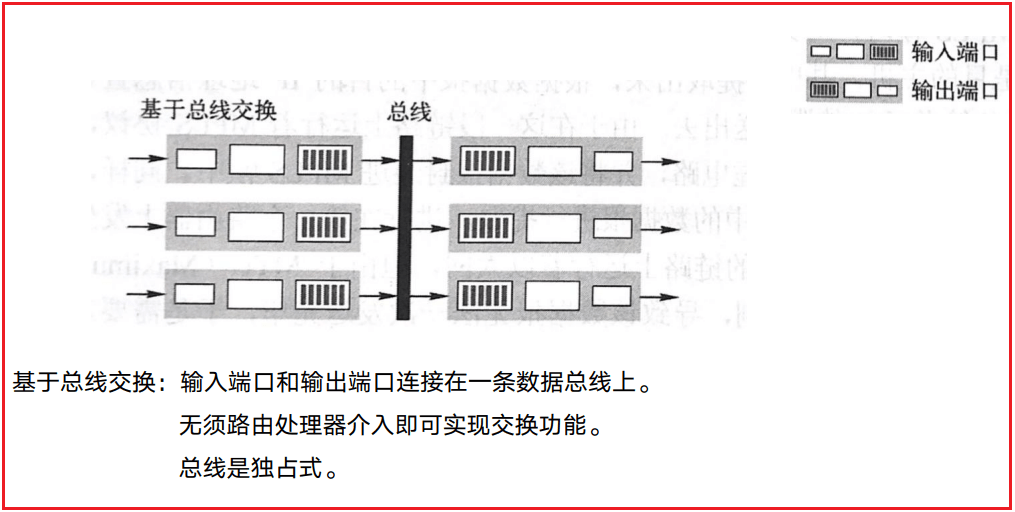 输入端口
输出端口
基于总线交换
总线
基于总线交换：输入端口和输出端口连接在一条数据总线上。
无须路由处理器介入即可实现交换功能。
总线是独占式。